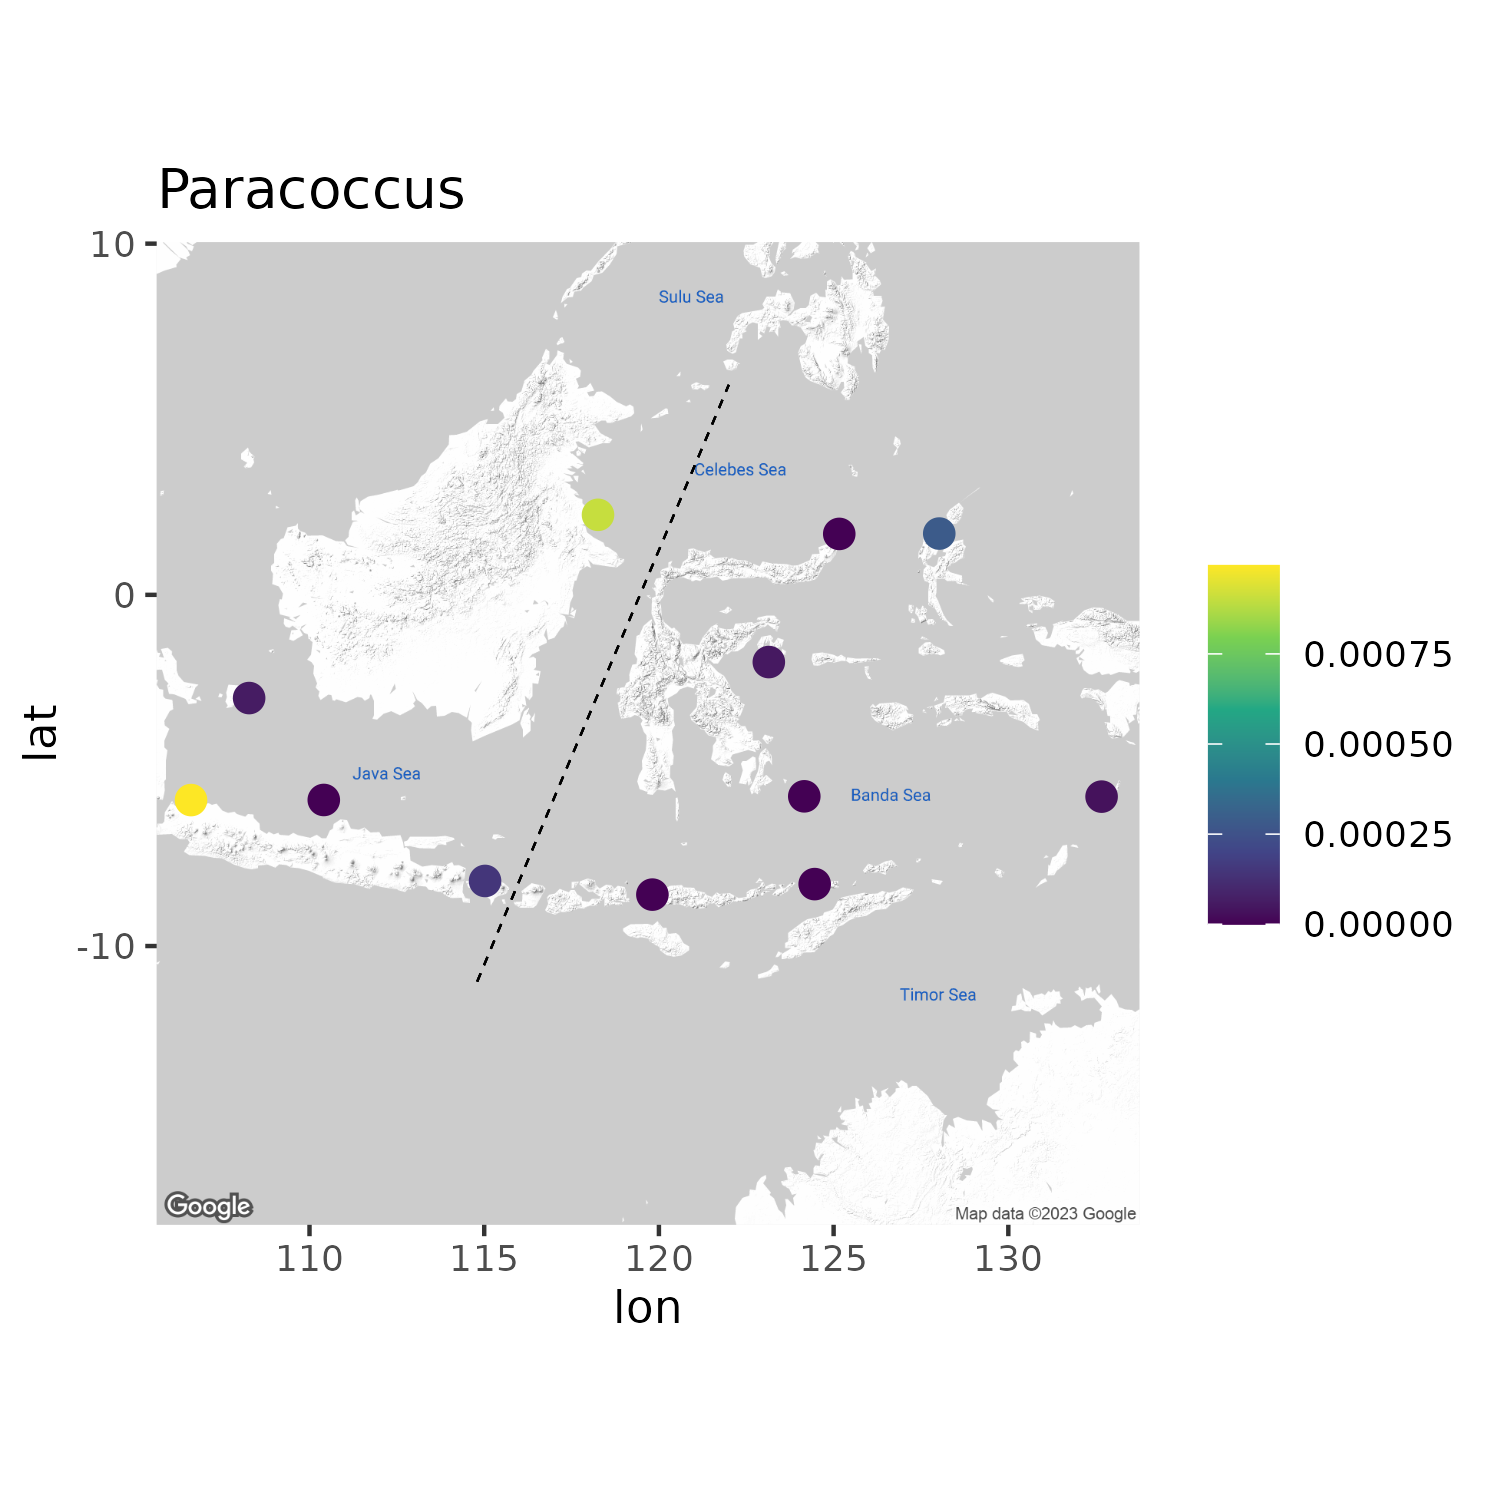 Paracoccus
10
0
-10
lat
Sulu Sea
Celebes Sea
Java Sea
Banda Sea
Timor Sea
Google
Map data ©2023 Google
110
115
120
125
130
lon
0.00075
0.00050
0.00025
0.00000